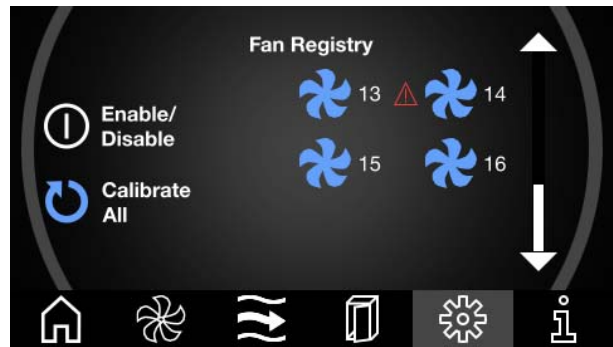 Fan Registry
13 14
Enable/
Disable
15 16
Calibrate
All